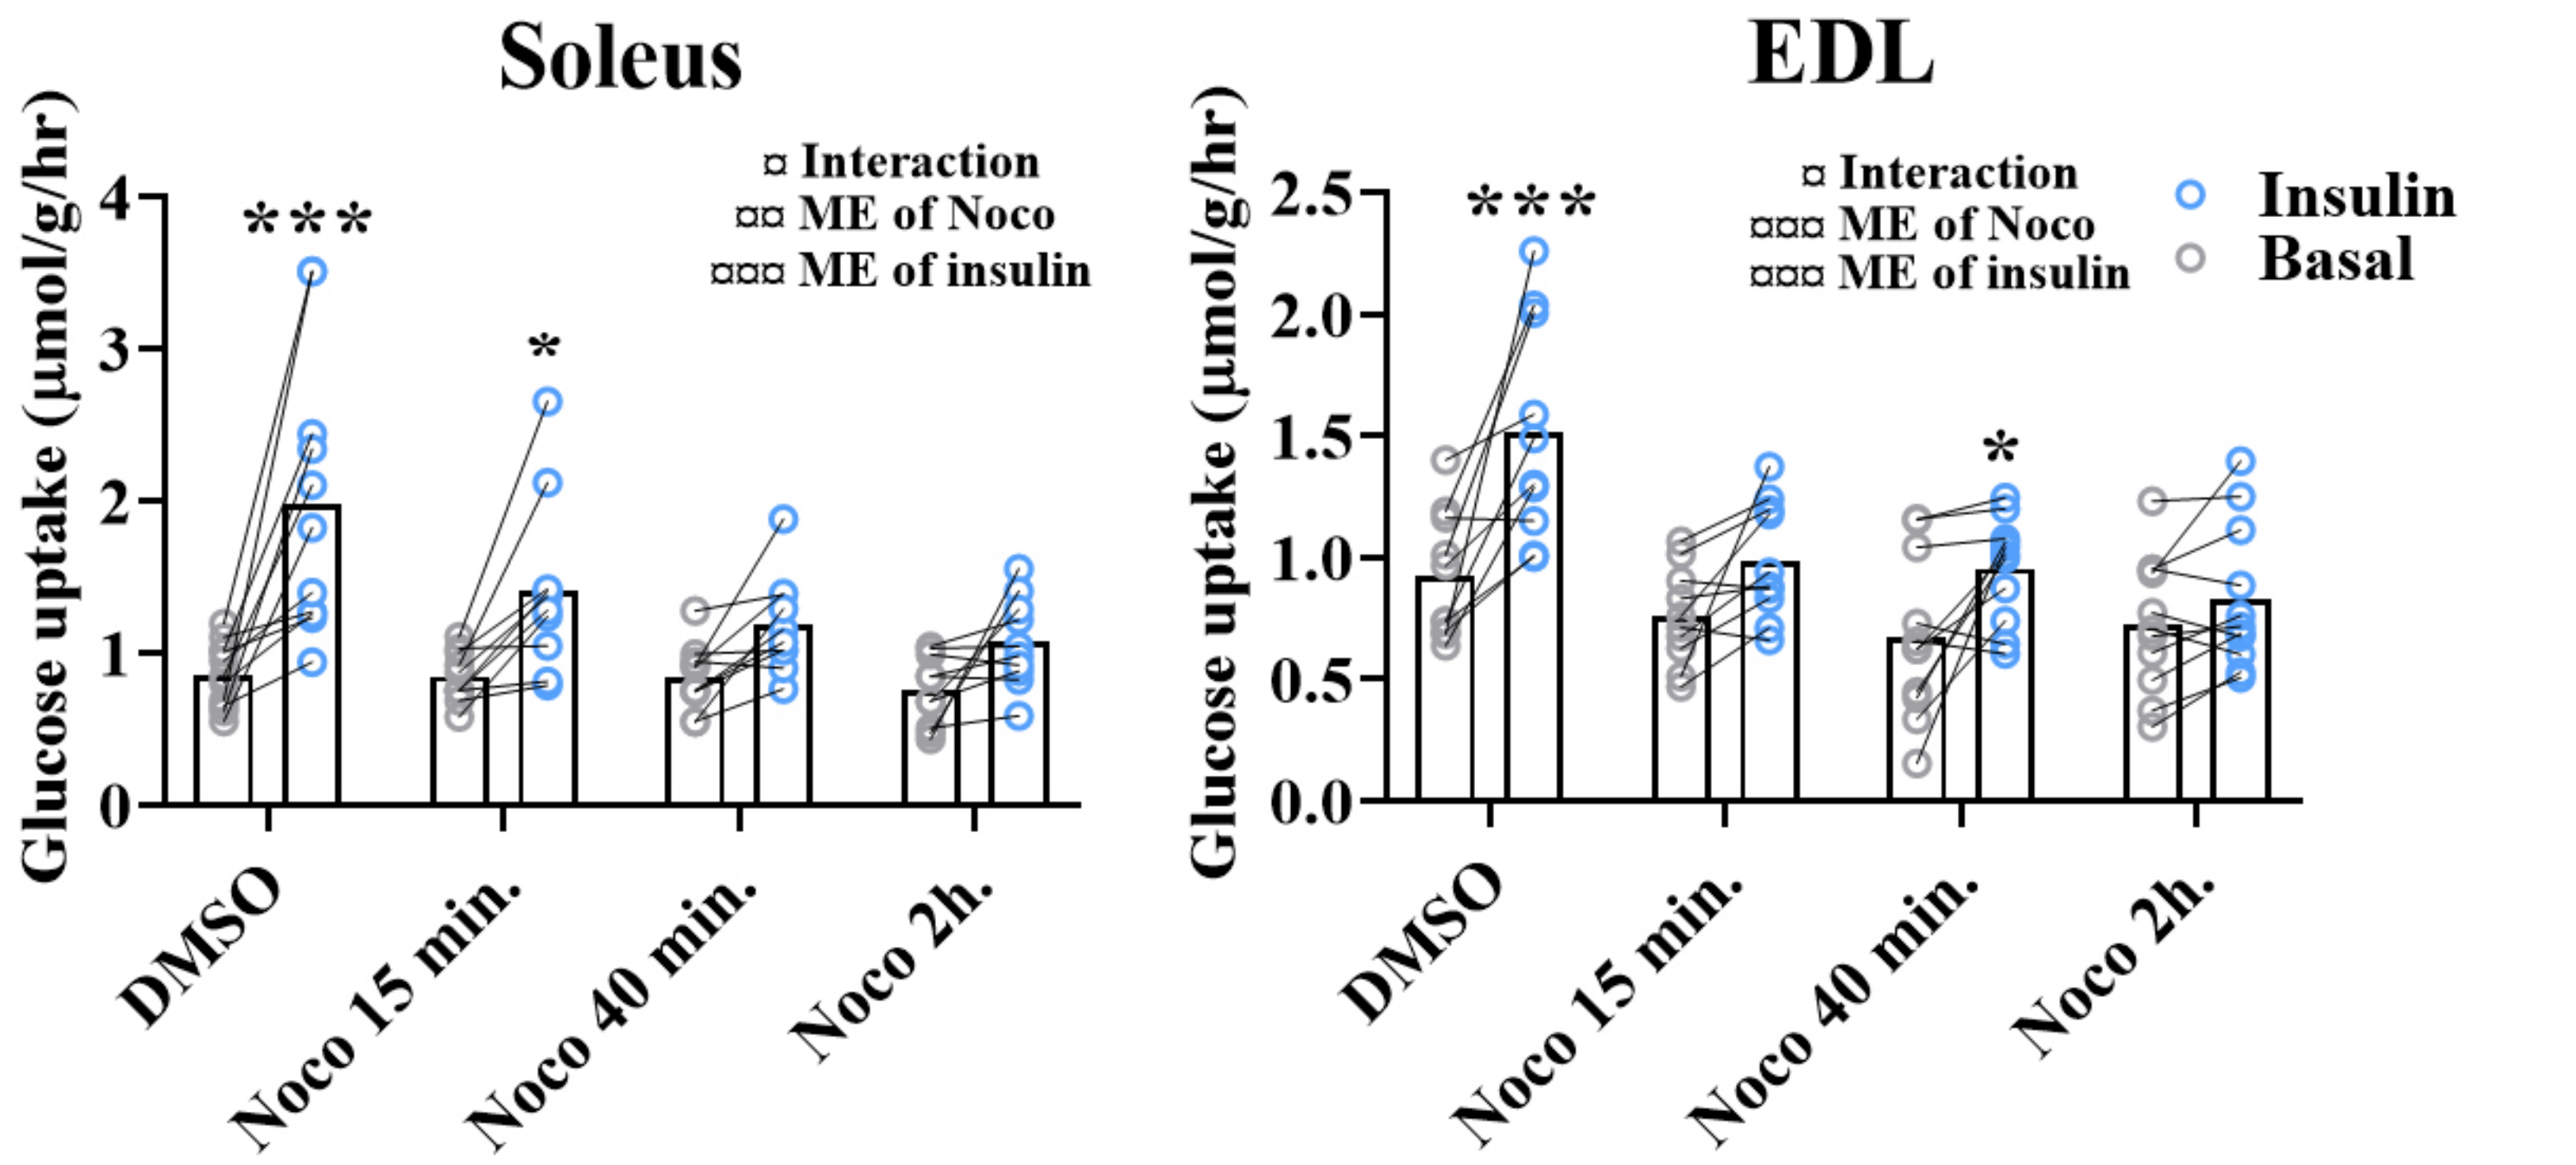 Soleus
Glucose uptake (µmol/g/hr)
4
3
2
1
0
***
*
¤ Interaction
¤¤ ME of Noco
¤¤¤ ME of insulin
DMSO
Noco 15 min.
Noco 40 min.
Noco 2h.
EDL
Glucose uptake (µmol/g/hr)
2.5
2.0
1.5
1.0
0.5
0.0
***
*
¤ Interaction
¤¤¤ ME of Noco
¤¤¤ ME of insulin
Insulin
Basal
DMSO
Noco 15 min.
Noco 40 min.
Noco 2h.